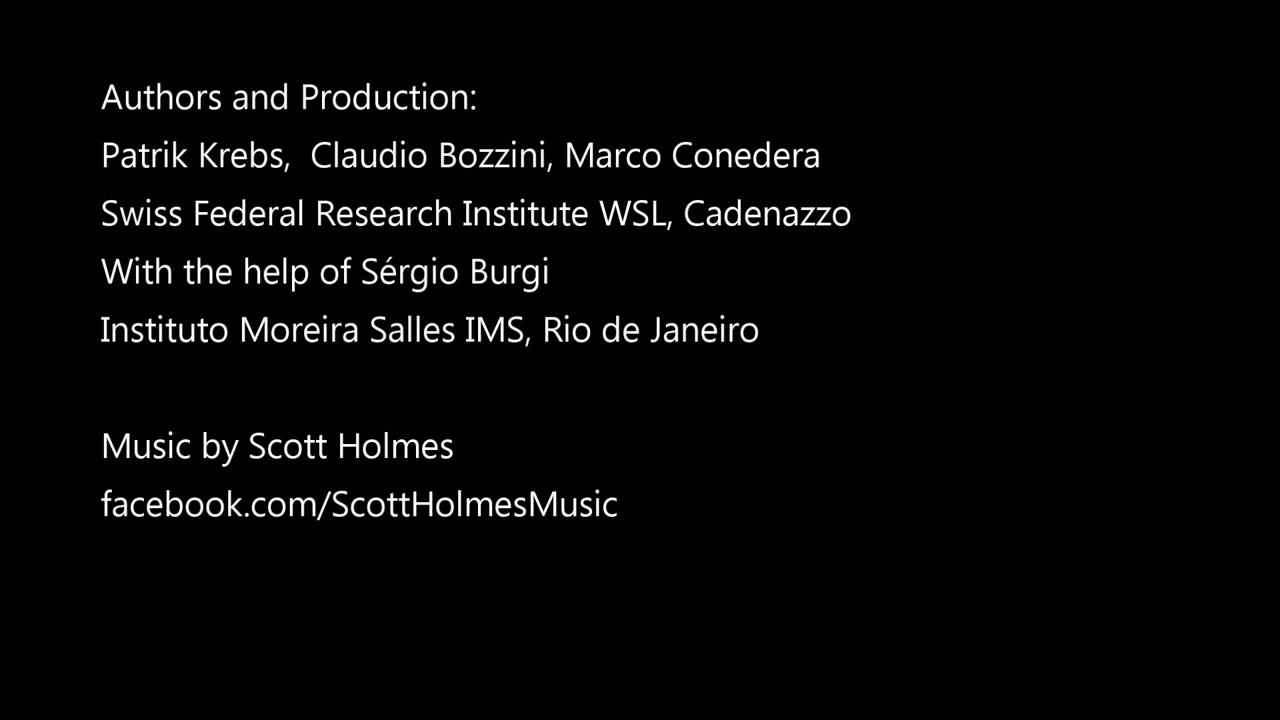 Authors and Production:
Patrik Krebs,  Claudio Bozzini, Marco Conedera
Swiss Federal Research Institute WSL, Cadenazzo
With the help of Sérgio Burgi
Instituto Moreira Salles IMS, Rio de Janeiro
Music by Scott Holmes
facebook.com/ScottHolmesMusic